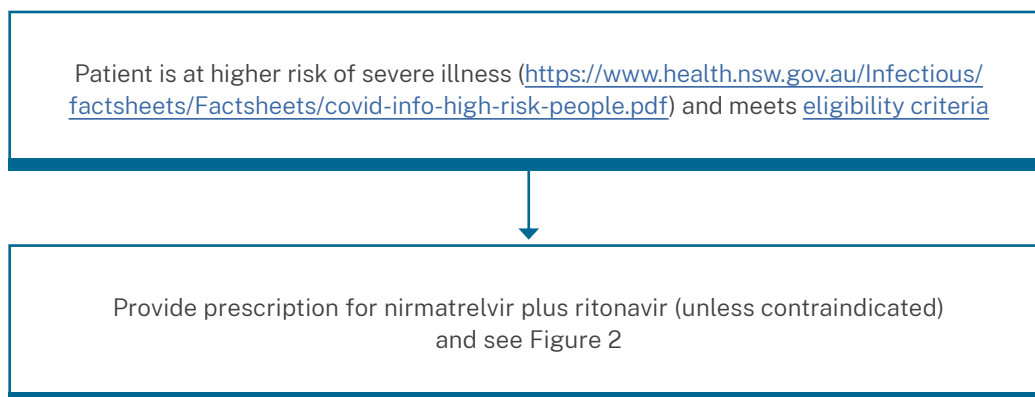 Patient is at higher risk of severe illness (https://www.health.nsw.gov.au/Infectious/
factsheets/Factsheets/covid-info-high-risk-people.pdf) and meets eligibility criteria
Provide prescription for nirmatrelvir plus ritonavir (unless contraindicated)
and see Figure 2